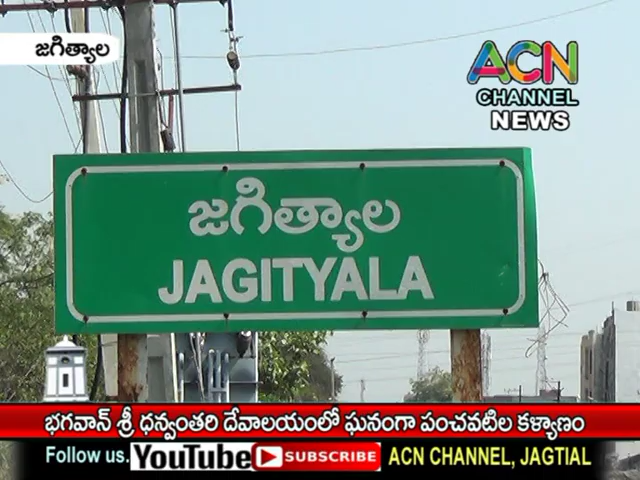 జగిత్యాల
ACN
CHANNEL
NEWS
జగిత్యాల
JAGITYALA
భగవాన్ శ్రీ ధన్వంతరి దేవాలయంలో ఘనంగా పంచవటిల కళ్యాణం
Follow us. YouTube SUBSCRIBE ACN CHANNEL, JAGTIAL